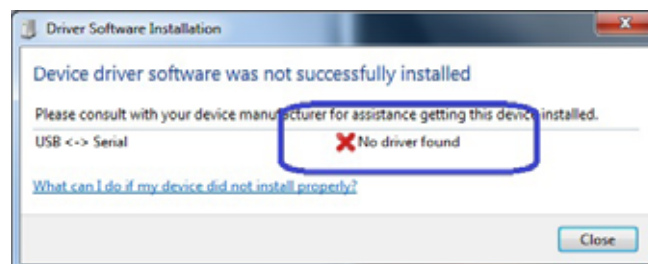 Driver Software Installation
Device driver software was not successfully installed
Please consult with your device manufacturer for assistance getting this device installed.
USB <-> Serial No driver found
What can I do if my device did not install properly?
Close